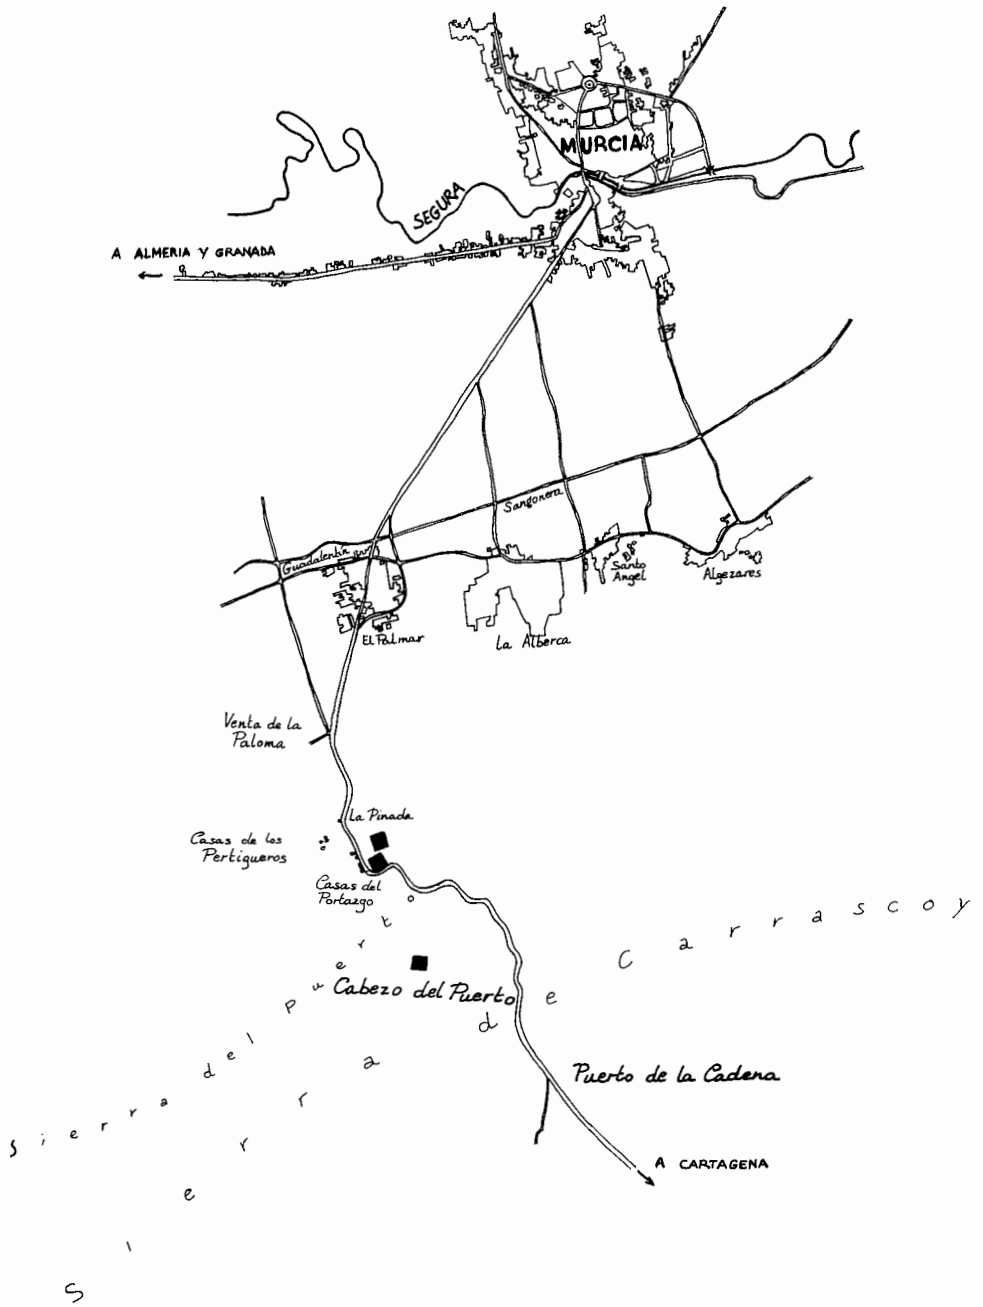 MURCIA
SEGURA
A ALMERIA Y GRANADA
Sangonera
Guadalentín
Santo
Angel
Algezares
El Palmar
La Alberca
Venta de la
Paloma
La Pinada
Casas de los
Pertigueros
Casas del
Portazgo
Sierra del Puert
Cabezo del Puerto
Sierra de Carrascoy
Puerto de la Cadena
A CARTAGENA